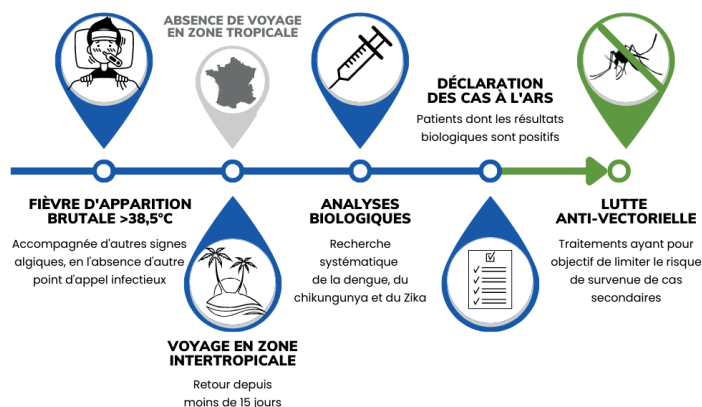 ABSENCE DE VOYAGE
EN ZONE TROPICALE
DÉCLARATION
DES CAS À L'ARS
Patients dont les résultats
biologiques sont positifs
FIÈVRE D'APPARITION
BRUTALE >38,5°C
Accompagnée d'autres signes
algiques, en l'absence d'autre
point d'appel infectieux
ANALYSES
BIOLOGIQUES
Recherche
systématique
de la dengue, du
chikungunya et du Zika
LUTTE
ANTI-VECTORIELLE
Traitements ayant pour
objectif de limiter le risque
de survenue de cas
secondaires
VOYAGE EN ZONE
INTERTROPICALE
Retour depuis
moins de 15 jours